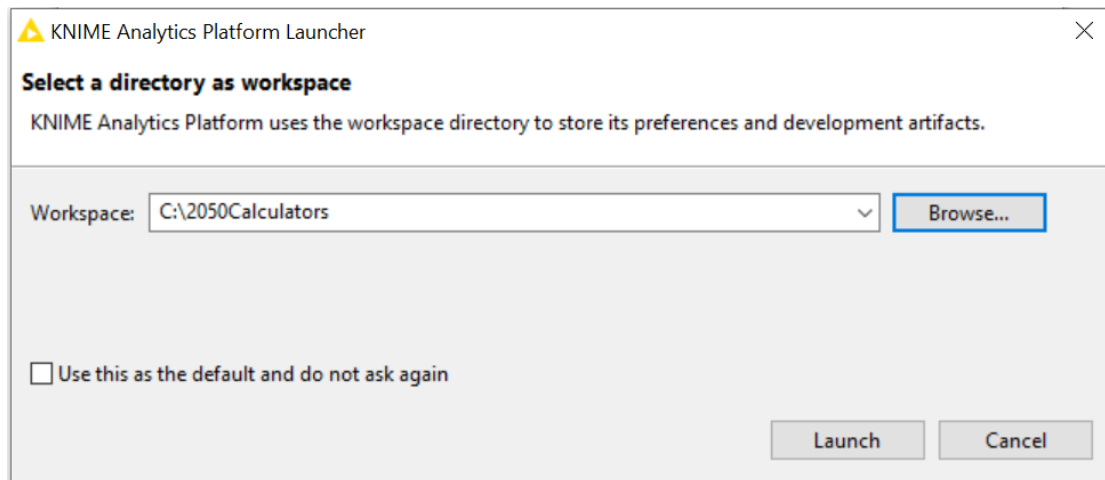 KNIME Analytics Platform Launcher
Select a directory as workspace
KNIME Analytics Platform uses the workspace directory to store its preferences and development artifacts.
Workspace: C:\2050Calculators Browse...
Use this as the default and do not ask again
Launch Cancel